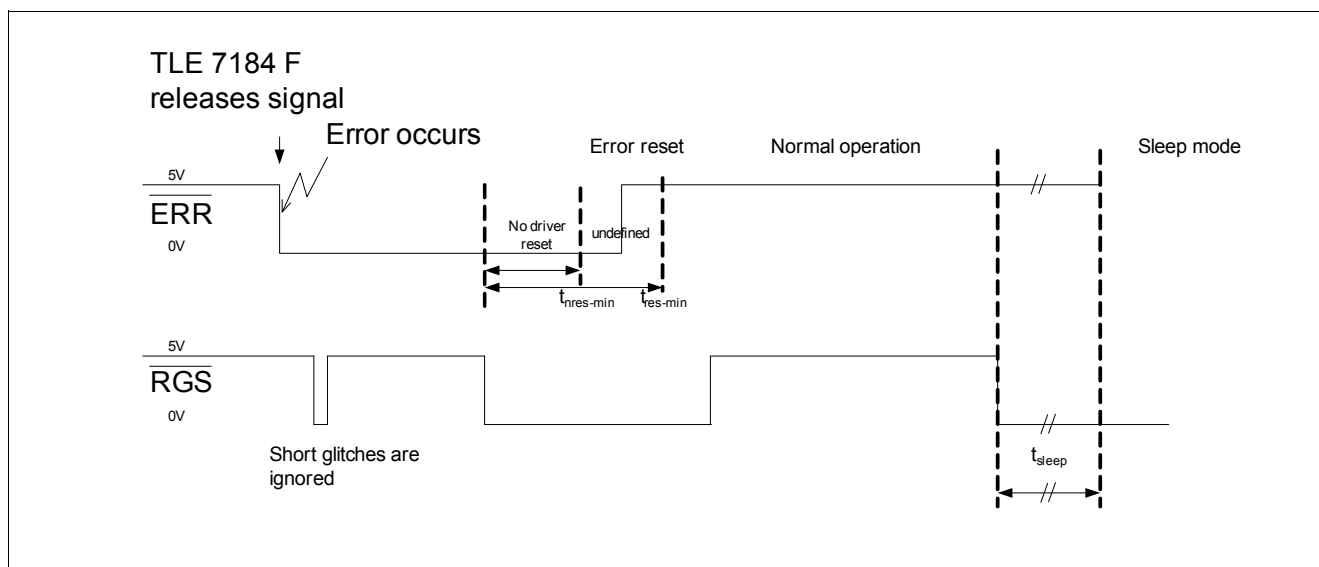 TLE 7184 F
releases signal
Error occurs
Error reset
Normal operation
Sleep mode
5V
ERR
0V
No driver
reset
undefined
tnres-min
tres-min
5V
RGS
0V
Short glitches are
ignored
tsleep